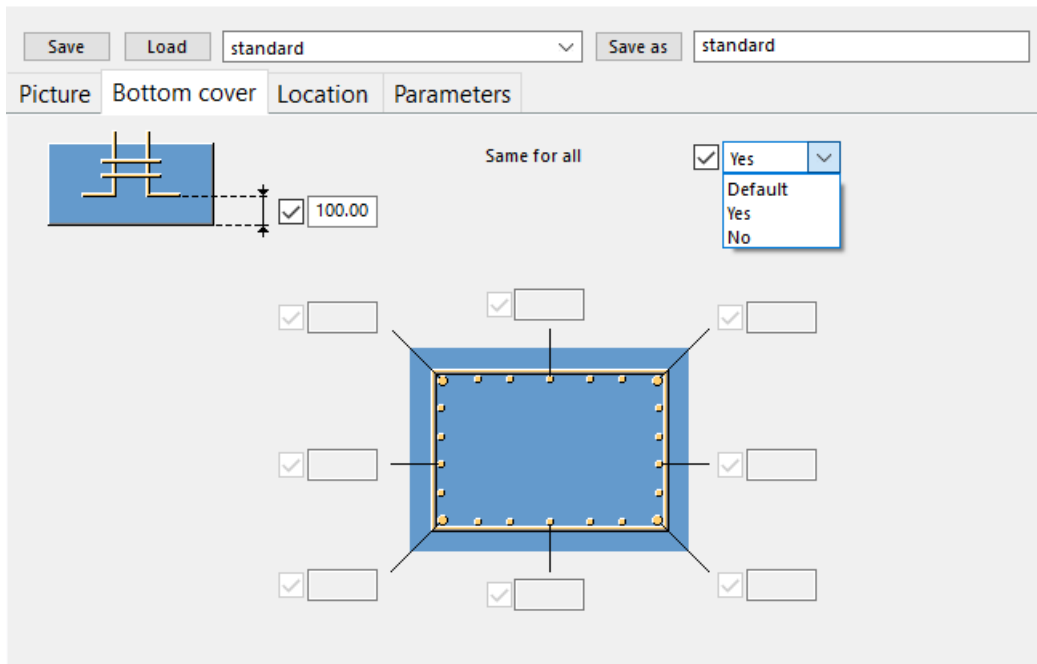 Save Load standard Save as standard
Picture Bottom cover Location Parameters
Same for all Yes
Default
Yes
No
100.00